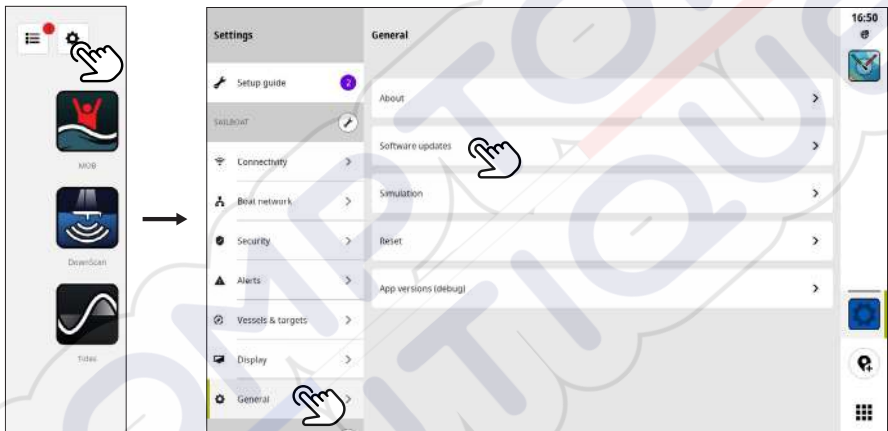 MOB
DownScan
Tides
Settings
Setup guide
2
SAILBOAT
Connectivity
Boat network
Security
Alerts
Vessels & targets
Display
General
General
About
Software updates
Simulation
Reset
App versions (debug)
16:50